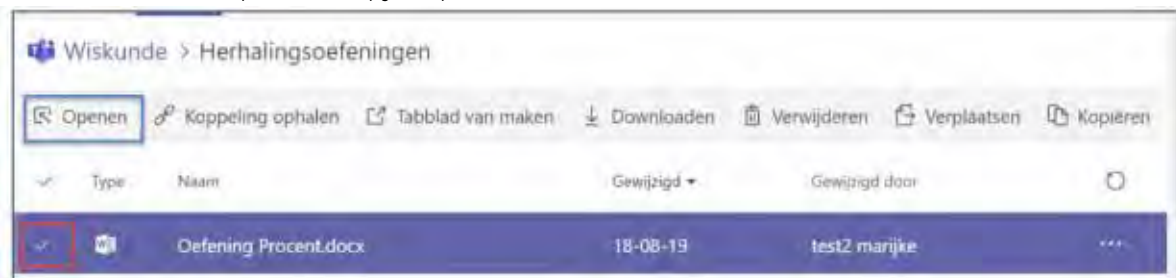 Wiskunde > Herhalingsoefeningen
Openen Koppeling ophalen Tabblad van maken Downloaden Verwijderen Verplaatsen Kopiëren
Type Naam Gewijzigd Gewijzigd door
Oefening Procent.docx 18-08-19 test2 marijke ...